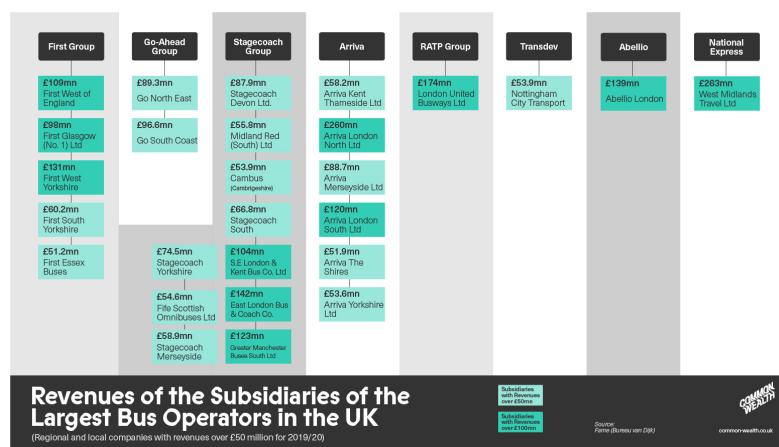 First Group
£109mn
First West of
England
£98mn
First Glasgow
(No. 1) Ltd
£131mn
First West
Yorkshire
£60.2mn
First South
Yorkshire
£51.2mn
First Essex
Buses
Go-Ahead
Group
£89.3mn
Go North East
£96.6mn
Go South Coast
Stagecoach
Group
£87.9mn
Stagecoach
Devon Ltd.
£55.8mn
Midland Red
(South) Ltd
£53.9mn
Cambus
(Cambrigeshire)
£66.8mn
Stagecoach
South
£74.5mn
Stagecoach
Yorkshire
£104mn
S.E London &
Kent Bus Co. Ltd
£54.6mn
Fife Scottish
Omnibuses Ltd
£142mn
East London Bus
& Coach Co.
£58.9mn
Stagecoach
Merseyside
£123mn
Greater Manchester
Buses South Ltd
Arriva
£58.2mn
Arriva Kent
Thameside Ltd
£260mn
Arriva London
North Ltd
£88.7mn
Arriva
Merseyside Ltd
£120mn
Arriva London
South Ltd
£51.9mn
Arriva The
Shires
£53.6mn
Arriva Yorkshire
Ltd
RATP Group
£174mn
London United
Busways Ltd
Transdev
£53.9mn
Nottingham
City Transport
Abellio
£139mn
Abellio London
National
Express
£263mn
West Midlands
Travel Ltd
Revenues of the Subsidiaries of the
Largest Bus Operators in the UK
(Regional and local companies with revenues over £50 million for 2019/20)
Subsidiaries
with Revenues
over £50mn
Subsidiaries
with Revenues
over £100mn
Source:
Fame (Bureau van Dijk)
COMMON
WEALTH
common-wealth.co.uk